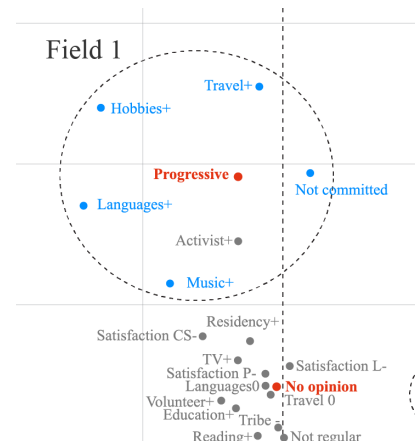 Field 1
Travel+
Hobbies+
Progressive
Not committed
Languages+
Activist+
Music+
Residency+
Satisfaction CS-
TV+
Satisfaction L-
Satisfaction P-
Languages0
No opinion
Volunteer+
Travel 0
Education+
Tribe -
Reading+
Not regular